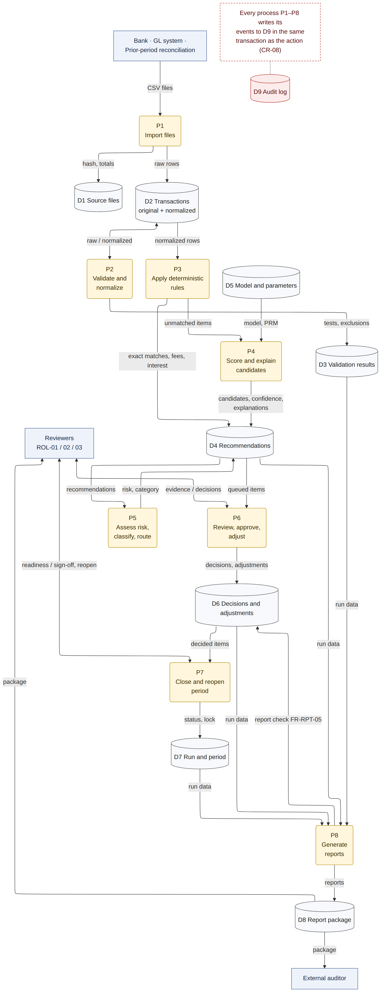 Every process P1–P8
writes its
events to D9 in the same
transaction as the action
(CR-08)
Bank · GL system ·
Prior-period reconciliation
D9 Audit log
CSV files
P1
Import files
hash, totals
raw rows
D1 Source files
D2 Transactions
original + normalized
raw / normalized
normalized rows
P2
Validate and
normalize
P3
Apply deterministic
rules
D5 Model and parameters
unmatched items
model, PRM
tests, exclusions
exact matches, fees,
interest
P4
Score and explain
candidates
D3 Validation results
candidates, confidence,
explanations
Reviewers
ROL-01 / 02 / 03
D4 Recommendations
recommendations
risk, category
evidence / decisions
queued items
P5
Assess risk,
classify, route
P6
Review, approve,
adjust
readiness / sign-off, reopen
decisions, adjustments
D6 Decisions and
adjustments
run data
decided items
run data
P7
Close and reopen
period
package
status, lock
run data
report check FR-RPT-05
D7 Run and period
run data
P8
Generate
reports
reports
D8 Report package
package
External auditor